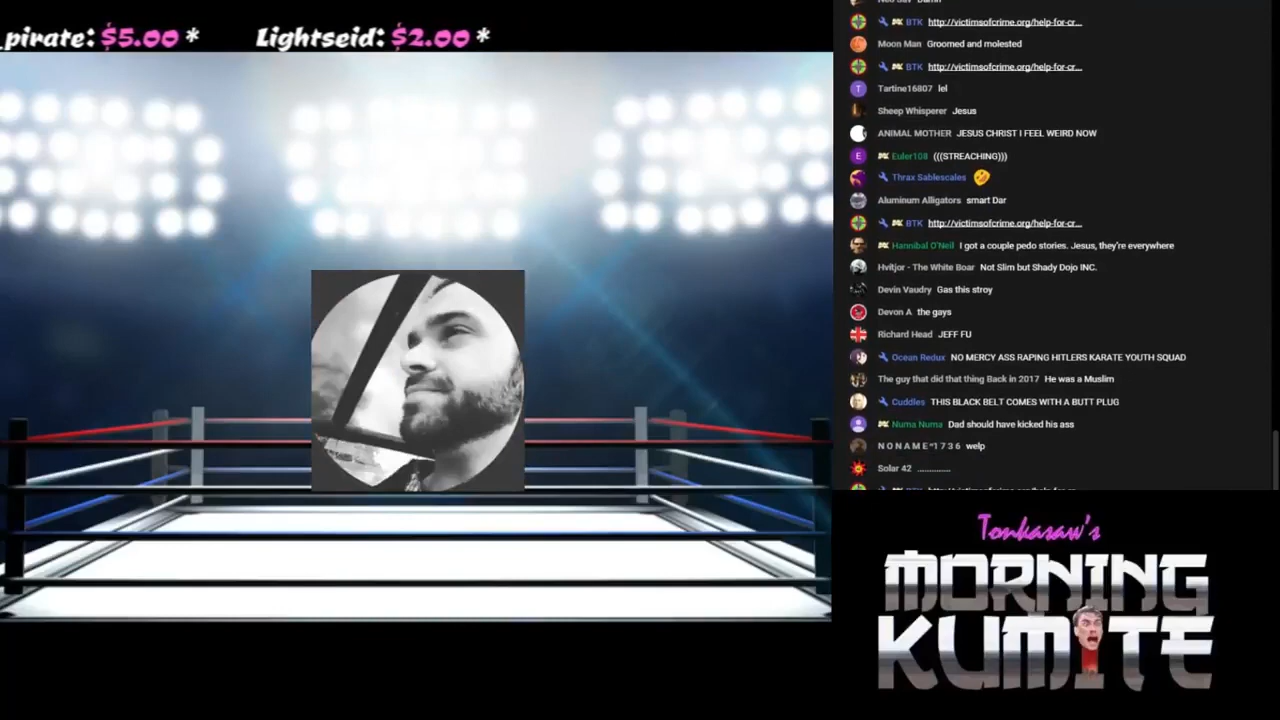 _pirate: $5.00 * Lightseid: $2.00 *
BTK http://victimsofcrime.org/help-for-cr...
Moon Man Groomed and molested
BTK http://victimsofcrime.org/help-for-cr...
T Tartine16807 lel
Sheep Whisperer Jesus
ANIMAL MOTHER JESUS CHRIST I FEEL WEIRD NOW
E Euler108 (((STREACHING)))
Thrax Sablescales 🤣
Aluminum Alligators smart Dar
BTK http://victimsofcrime.org/help-for-cr...
Hannibal O'Neil I got a couple pedo stories. Jesus, they're everywhere
Hvitjor - The White Boar Not Slim but Shady Dojo INC.
Devin Vaudry Gas this stroy
Devon A the gays
Richard Head JEFF FU
Ocean Redux NO MERCY ASS RAPING HITLERS KARATE YOUTH SQUAD
The guy that did that thing Back in 2017 He was a Muslim
Cuddles THIS BLACK BELT COMES WITH A BUTT PLUG
Numa Numa Dad should have kicked his ass
N O N A M E ^1 7 3 6 welp
Solar 42 ..............
Tonkasaw's
MORNING
KUMITE